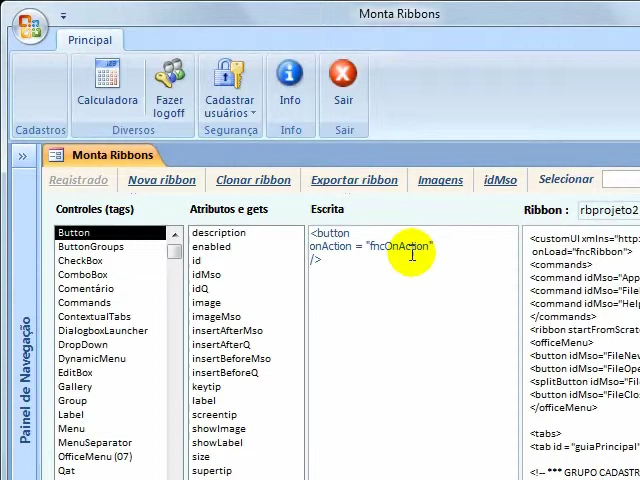 Monta Ribbons
Principal
Calculadora
Fazer logoff
Cadastrar usuários
Info
Sair
Cadastros
Diversos
Segurança
Info
Sair
»
Monta Ribbons
Registrado
Nova ribbon
Clonar ribbon
Exportar ribbon
Imagens
idMso
Selecionar
Controles (tags)
Atributos e gets
Escrita
Ribbon :
rbprojeto2
Painel de Navegação
Button
ButtonGroups
CheckBox
ComboBox
Comentário
Commands
ContextualTabs
DialogboxLauncher
DropDown
DynamicMenu
EditBox
Gallery
Group
Label
Menu
MenuSeparator
OfficeMenu (07)
Qat
description
enabled
id
idMso
idQ
image
imageMso
insertAfterMso
insertAfterQ
insertBeforeMso
insertBeforeQ
keytip
label
screentip
showImage
showLabel
size
supertip
<button
onAction = "fncOnAction"
/>
<customUI xmlns="http:
onLoad="fncRibbon">
<commands>
<command idMso="App
<command idMso="File
<command idMso="Help
</commands>
<ribbon startFromScratc
<officeMenu>
<button idMso="FileNew
<button idMso="FileOpe
<splitButton idMso="File
<button idMso="FileClos
</officeMenu>
<tabs>
<tab id ="guiaPrincipal"
<!-- *** GRUPO CADASTR